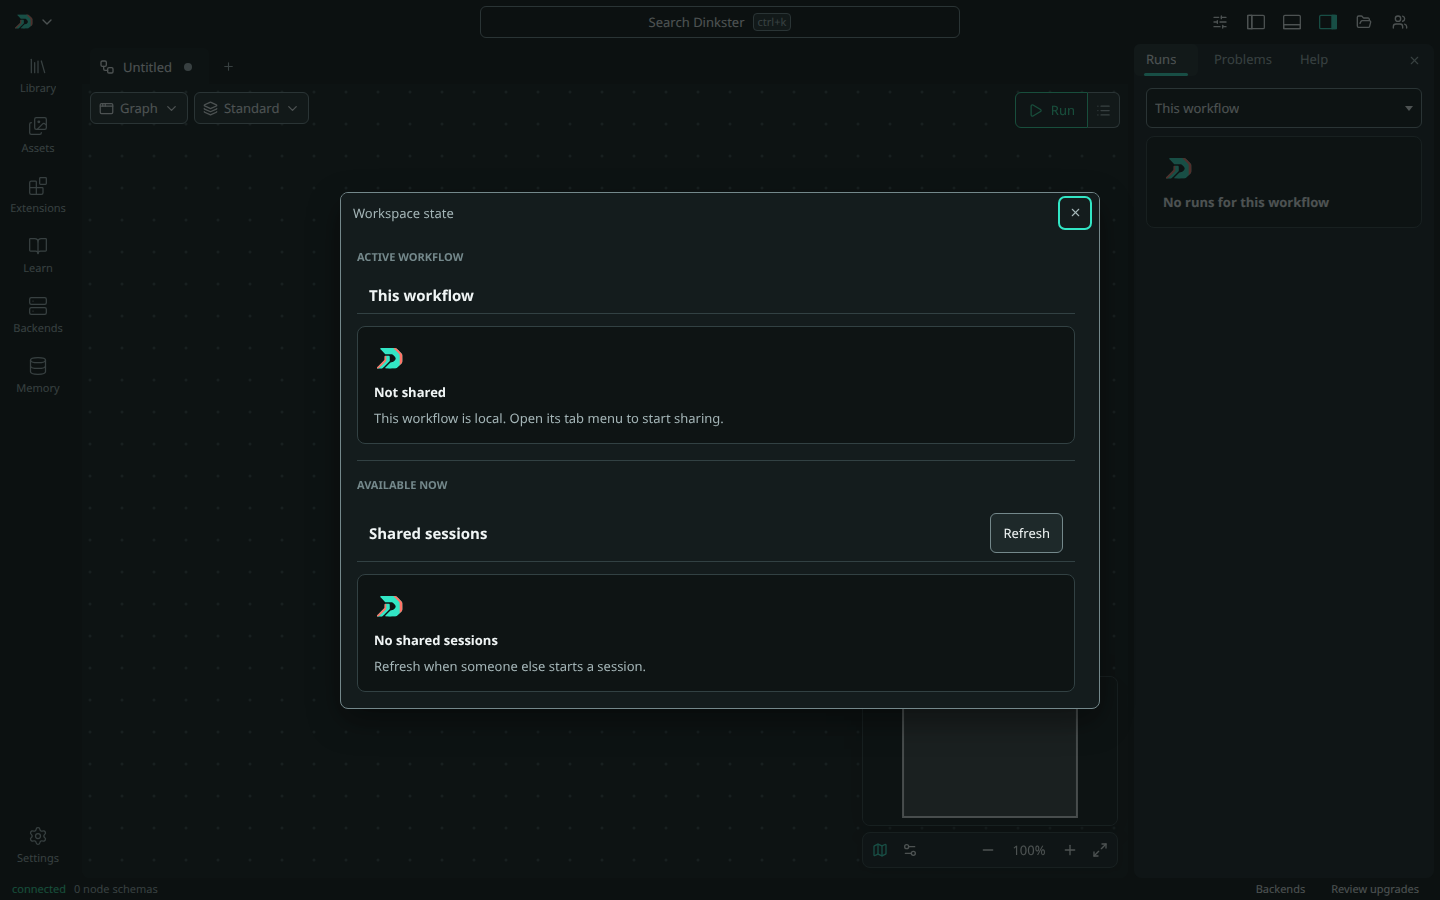 Search Dinkster ctrl+k
Library
Assets
Extensions
Learn
Backends
Memory
Settings
Untitled
Graph
Standard
Run
Runs
Problems
Help
This workflow
No runs for this workflow
Workspace state
ACTIVE WORKFLOW
This workflow
Not shared
This workflow is local. Open its tab menu to start sharing.
AVAILABLE NOW
Shared sessions
Refresh
No shared sessions
Refresh when someone else starts a session.
100%
connected 0 node schemas
Backends
Review upgrades